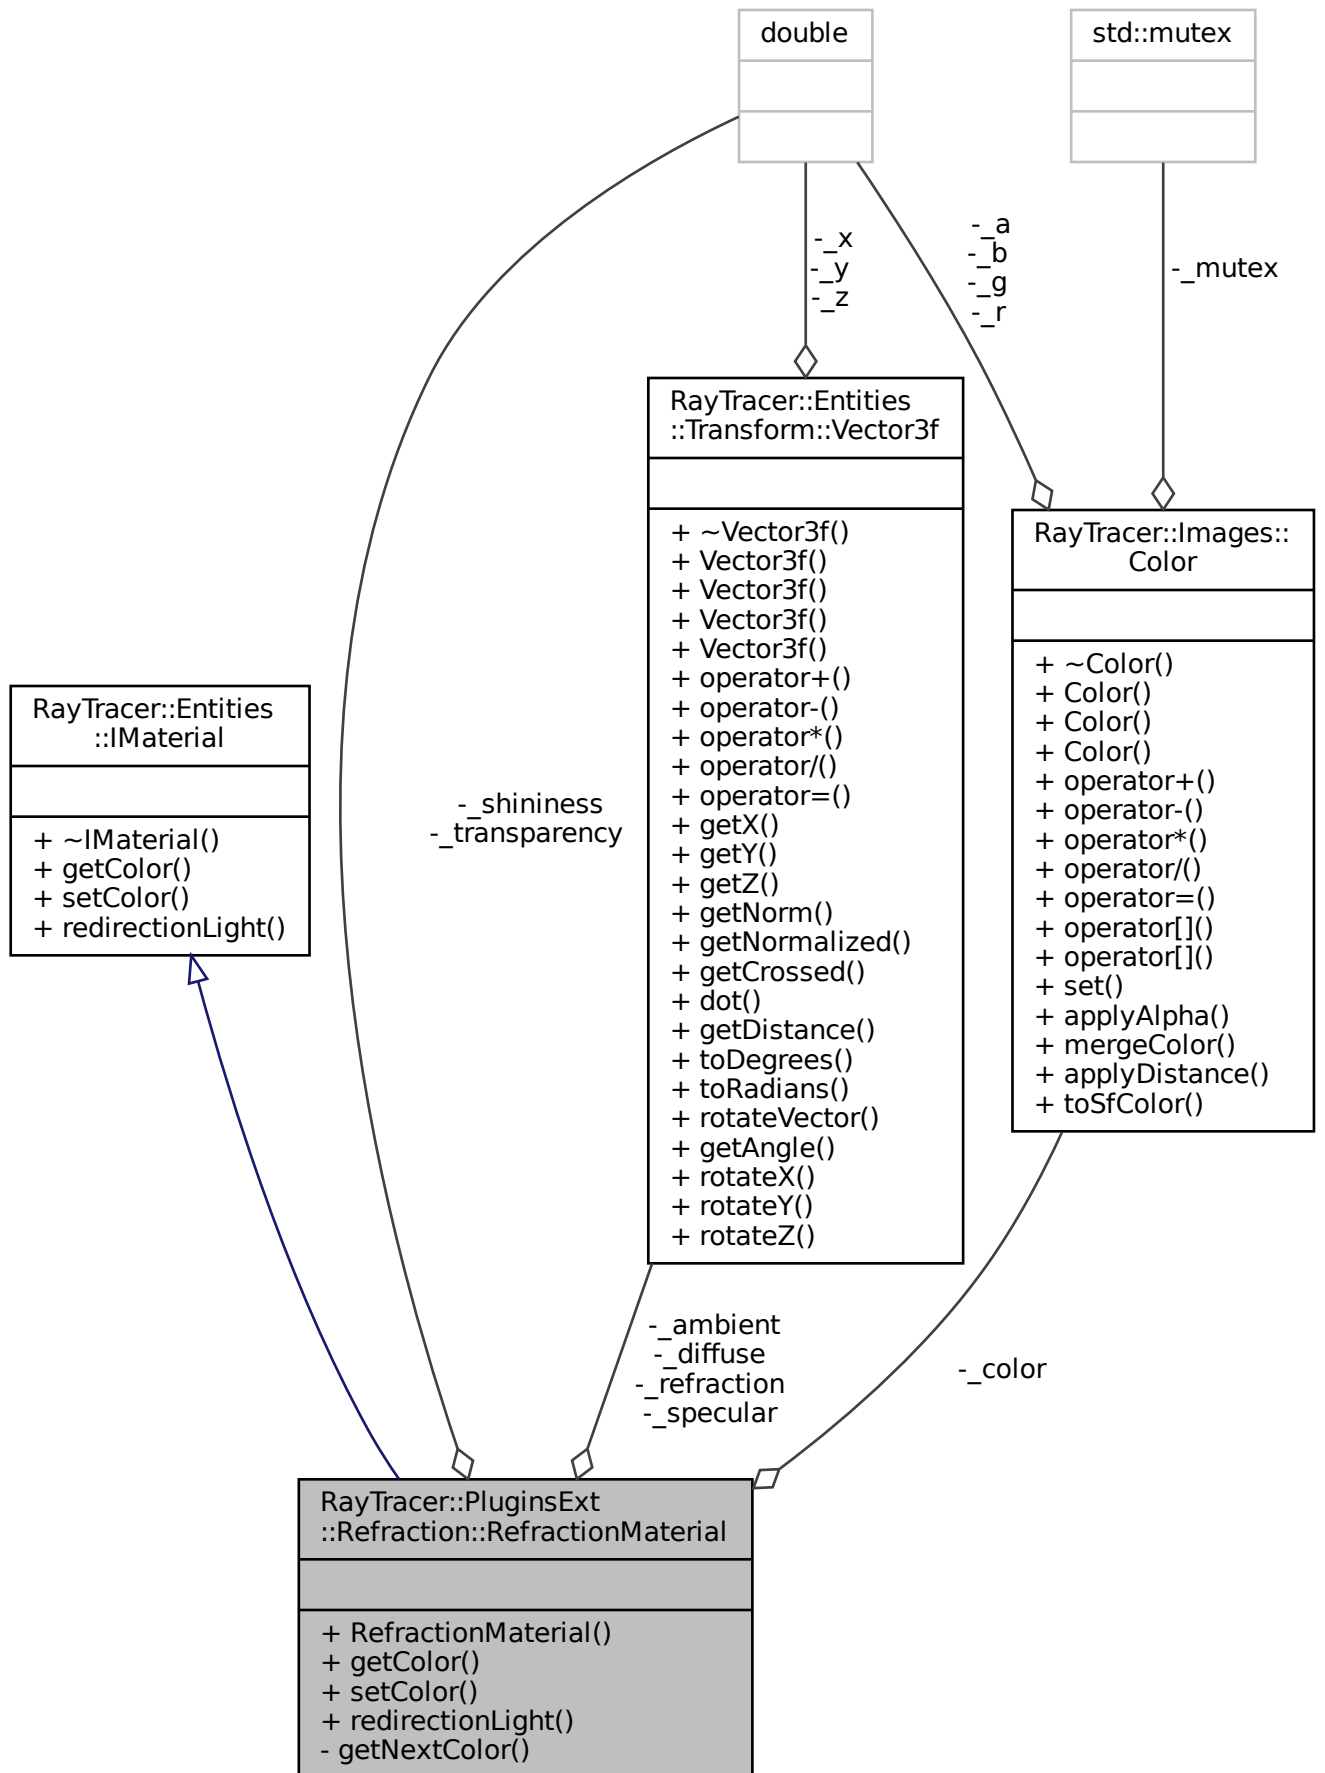 double
std::mutex
-_x
-_y
-_z
-_a
-_b
-_g
-_r
-_mutex
RayTracer::Entities
::Transform::Vector3f
+ ~Vector3f()
+ Vector3f()
+ Vector3f()
+ Vector3f()
+ Vector3f()
+ operator+()
+ operator-()
+ operator*()
+ operator/()
+ operator=()
+ getX()
+ getY()
+ getZ()
+ getNorm()
+ getNormalized()
+ getCrossed()
+ dot()
+ getDistance()
+ toDegrees()
+ toRadians()
+ rotateVector()
+ getAngle()
+ rotateX()
+ rotateY()
+ rotateZ()
RayTracer::Images::
Color
+ ~Color()
+ Color()
+ Color()
+ Color()
+ operator+()
+ operator-()
+ operator*()
+ operator/()
+ operator=()
+ operator[]()
+ operator[]()
+ set()
+ applyAlpha()
+ mergeColor()
+ applyDistance()
+ toSfColor()
RayTracer::Entities
::IMaterial
+ ~IMaterial()
+ getColor()
+ setColor()
+ redirectionLight()
-_shininess
-_transparency
-_ambient
-_diffuse
-_refraction
-_specular
-_color
RayTracer::PluginsExt
::Refraction::RefractionMaterial
+ RefractionMaterial()
+ getColor()
+ setColor()
+ redirectionLight()
- getNextColor()